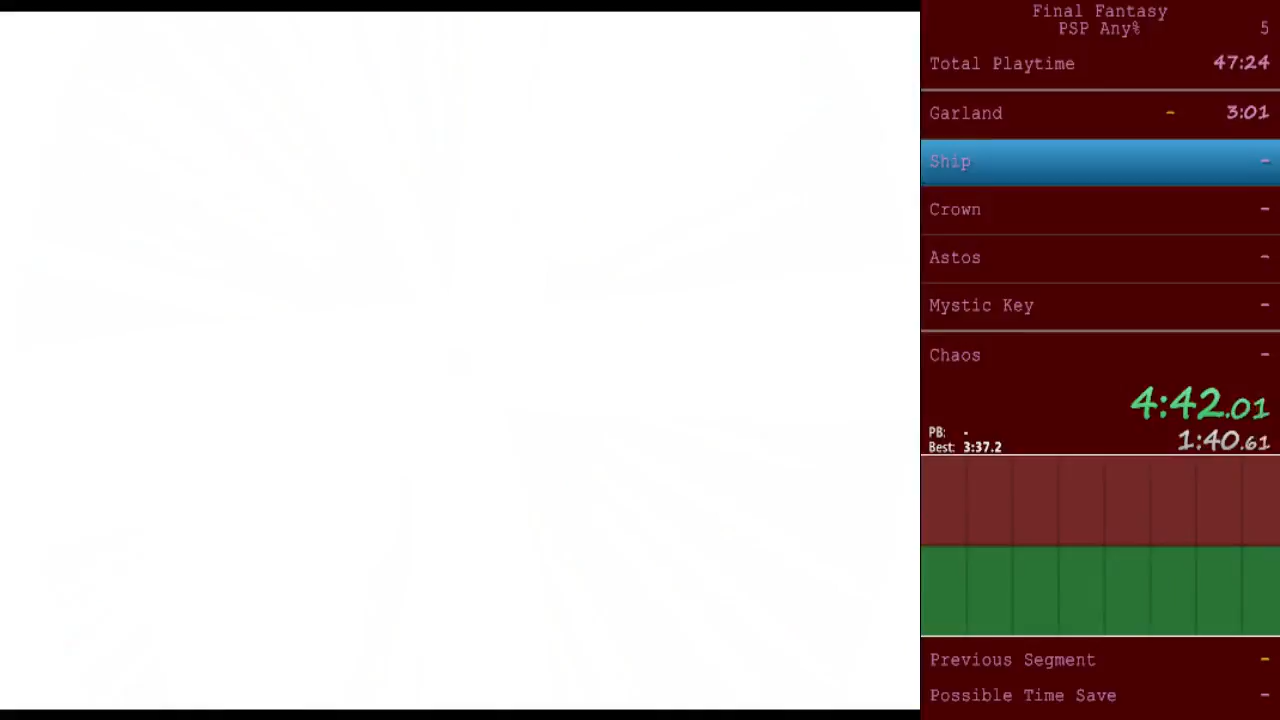 Final Fantasy
PSP Any% 5
Total Playtime 47:24
Garland - 3:01
Ship -
Crown -
Astos -
Mystic Key -
Chaos -
4:42.01
PB: -
Best: 3:37.2 1:40.61
Previous Segment -
Possible Time Save -